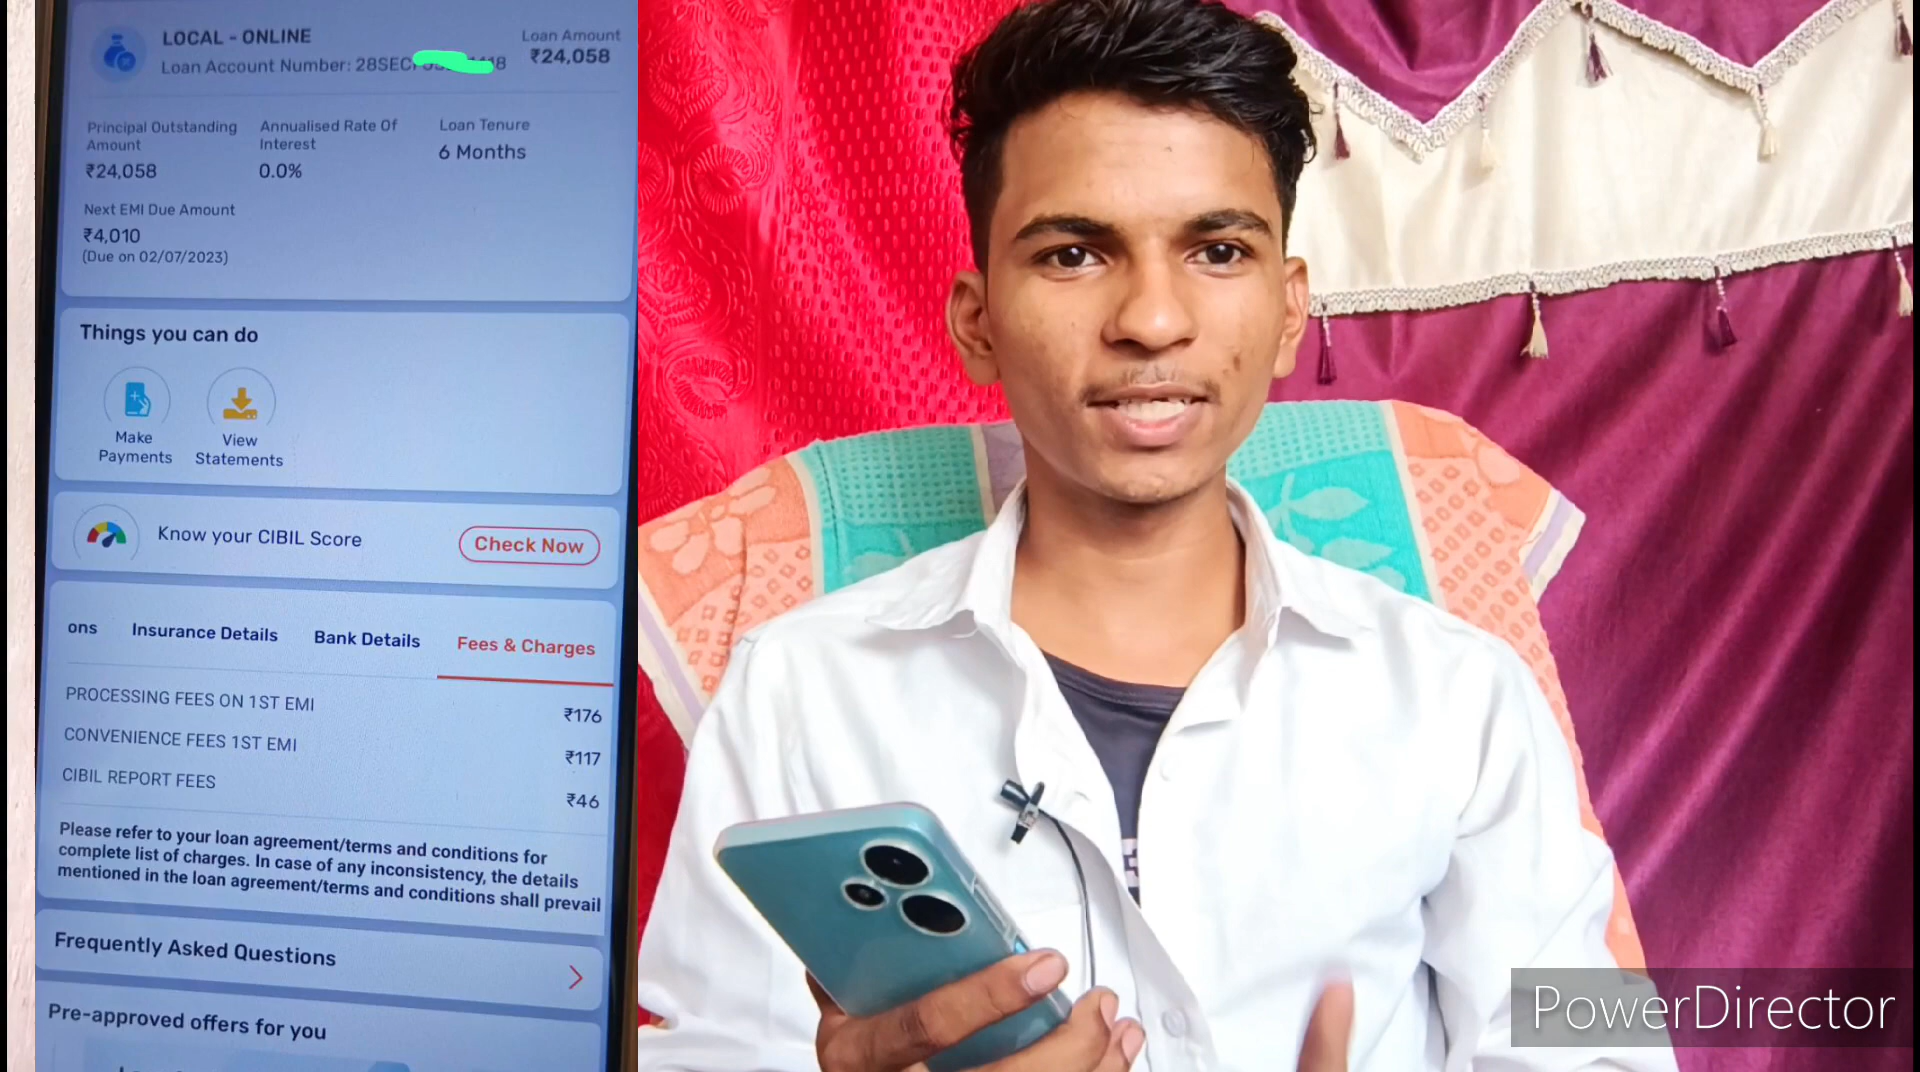 LOCAL - ONLINE
Loan Account Number: 28SEC
Loan Amount
₹24,058
Principal Outstanding
Amount
₹24,058
Annualised Rate Of
Interest
0.0%
Loan Tenure
6 Months
Next EMI Due Amount
₹4,010
(Due on 02/07/2023)
Things you can do
Make
Payments
View
Statements
Know your CIBIL Score
Check Now
ons
Insurance Details
Bank Details
Fees & Charges
PROCESSING FEES ON 1ST EMI
₹176
CONVENIENCE FEES 1ST EMI
₹117
CIBIL REPORT FEES
₹46
Please refer to your loan agreement/terms and conditions for
complete list of charges. In case of any inconsistency, the details
mentioned in the loan agreement/terms and conditions shall prevail
Frequently Asked Questions
Pre-approved offers for you
PowerDirector